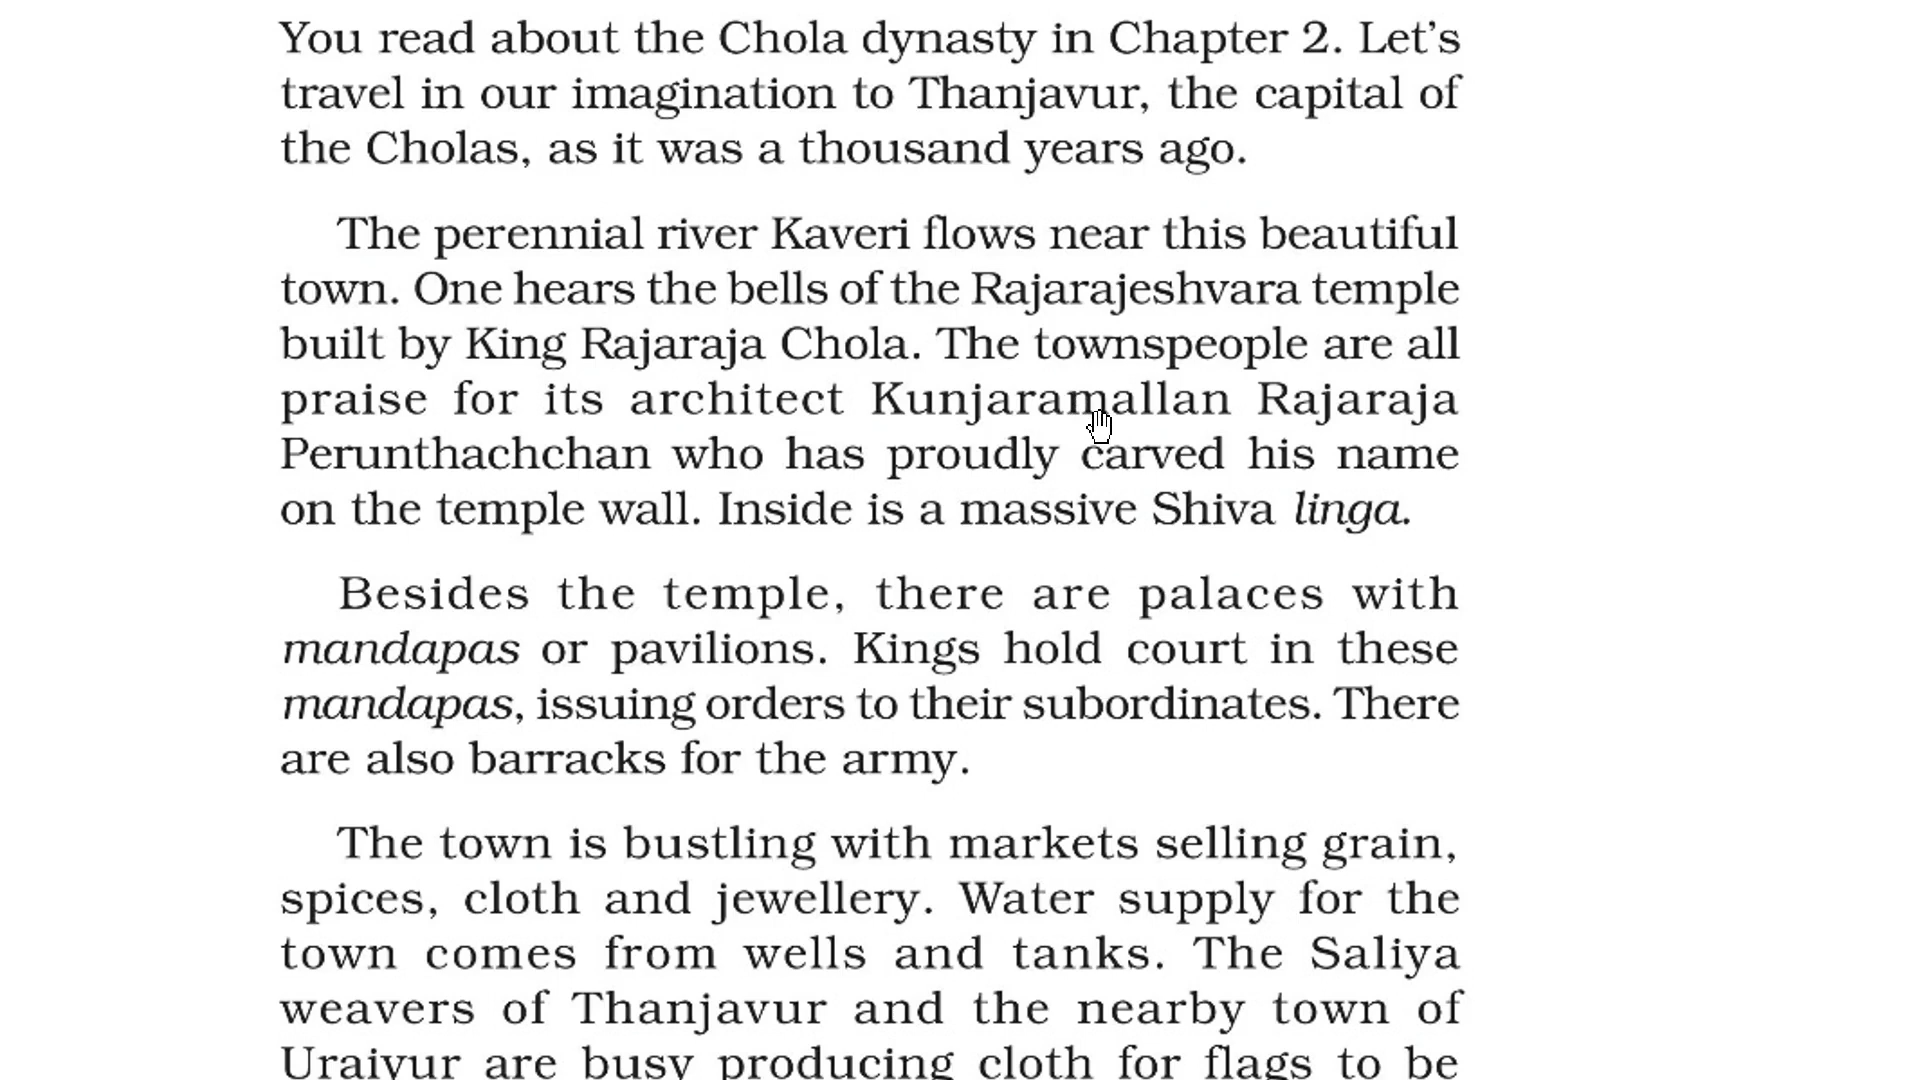 You read about the Chola dynasty in Chapter 2. Let’s
travel in our imagination to Thanjavur, the capital of
the Cholas, as it was a thousand years ago.
The perennial river Kaveri flows near this beautiful
town. One hears the bells of the Rajarajeshvara temple
built by King Rajaraja Chola. The townspeople are all
praise for its architect Kunjaramallan Rajaraja
Perunthachchan who has proudly carved his name
on the temple wall. Inside is a massive Shiva linga.
Besides the temple, there are palaces with
mandapas or pavilions. Kings hold court in these
mandapas, issuing orders to their subordinates. There
are also barracks for the army.
The town is bustling with markets selling grain,
spices, cloth and jewellery. Water supply for the
town comes from wells and tanks. The Saliya
weavers of Thanjavur and the nearby town of
Uraiyur are busy producing cloth for flags to be